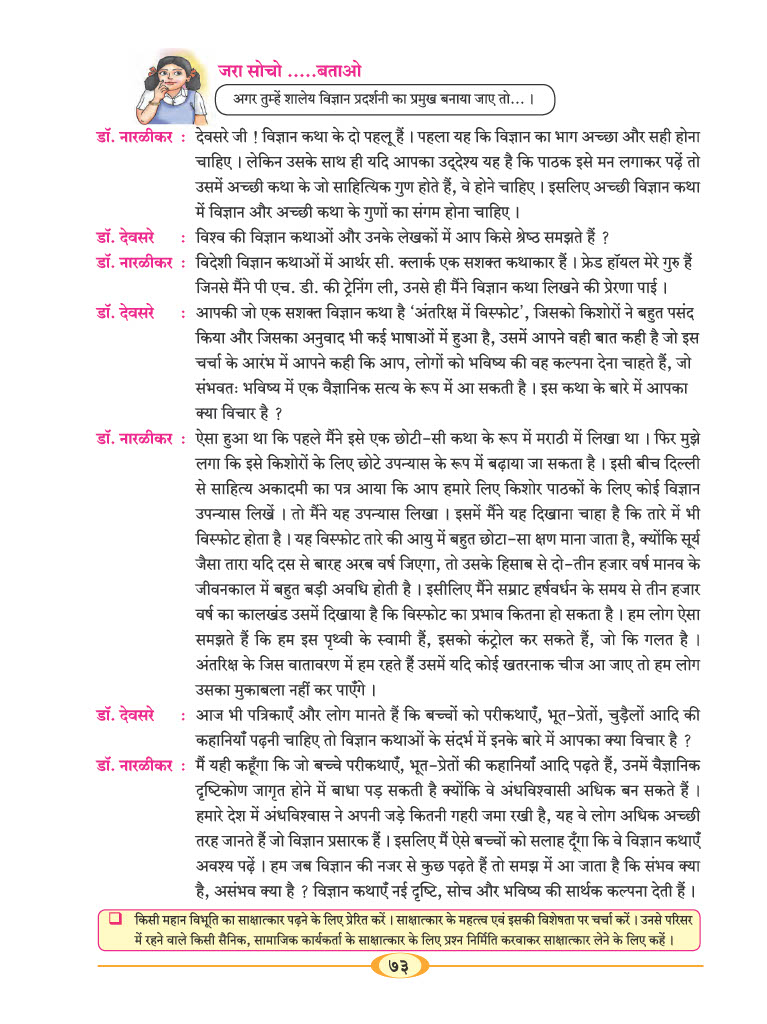 जरा सोचो .....बताओ
अगर तुम्हें शालेय विज्ञान प्रदर्शनी का प्रमुख बनाया जाए तो... ।
डॉ. नारळीकर : देवसरे जी ! विज्ञान कथा के दो पहलू हैं । पहला यह कि विज्ञान का भाग अच्छा और सही होना
चाहिए । लेकिन उसके साथ ही यदि आपका उद्देश्य यह है कि पाठक इसे मन लगाकर पढ़ें तो
उसमें अच्छी कथा के जो साहित्यिक गुण होते हैं, वे होने चाहिए । इसलिए अच्छी विज्ञान कथा
में विज्ञान और अच्छी कथा के गुणों का संगम होना चाहिए ।
डॉ. देवसरे : विश्व की विज्ञान कथाओं और उनके लेखकों में आप किसे श्रेष्ठ समझते हैं ?
डॉ. नारळीकर : विदेशी विज्ञान कथाओं में आर्थर सी. क्लार्क एक सशक्त कथाकार हैं । फ्रेड हॉयल मेरे गुरु हैं
जिनसे मैंने पी एच. डी. की ट्रेनिंग ली, उनसे ही मैंने विज्ञान कथा लिखने की प्रेरणा पाई ।
डॉ. देवसरे : आपकी जो एक सशक्त विज्ञान कथा है ‘अंतरिक्ष में विस्फोट’, जिसको किशोरों ने बहुत पसंद
किया और जिसका अनुवाद भी कई भाषाओं में हुआ है, उसमें आपने वही बात कही है जो इस
चर्चा के आरंभ में आपने कही कि आप, लोगों को भविष्य की वह कल्पना देना चाहते हैं, जो
संभवतः भविष्य में एक वैज्ञानिक सत्य के रूप में आ सकती है । इस कथा के बारे में आपका
क्या विचार है ?
डॉ. नारळीकर : ऐसा हुआ था कि पहले मैंने इसे एक छोटी-सी कथा के रूप में मराठी में लिखा था । फिर मुझे
लगा कि इसे किशोरों के लिए छोटे उपन्यास के रूप में बढ़ाया जा सकता है । इसी बीच दिल्ली
से साहित्य अकादमी का पत्र आया कि आप हमारे लिए किशोर पाठकों के लिए कोई विज्ञान
उपन्यास लिखें । तो मैंने यह उपन्यास लिखा । इसमें मैंने यह दिखाना चाहा है कि तारे में भी
विस्फोट होता है । यह विस्फोट तारे की आयु में बहुत छोटा-सा क्षण माना जाता है, क्योंकि सूर्य
जैसा तारा यदि दस से बारह अरब वर्ष जिएगा, तो उसके हिसाब से दो-तीन हजार वर्ष मानव के
जीवनकाल में बहुत बड़ी अवधि होती है । इसीलिए मैंने सम्राट हर्षवर्धन के समय से तीन हजार
वर्ष का कालखंड उसमें दिखाया है कि विस्फोट का प्रभाव कितना हो सकता है । हम लोग ऐसा
समझते हैं कि हम इस पृथ्वी के स्वामी हैं, इसको कंट्रोल कर सकते हैं, जो कि गलत है ।
अंतरिक्ष के जिस वातावरण में हम रहते हैं उसमें यदि कोई खतरनाक चीज आ जाए तो हम लोग
उसका मुकाबला नहीं कर पाएँगे ।
डॉ. देवसरे : आज भी पत्रिकाएँ और लोग मानते हैं कि बच्चों को परीकथाएँ, भूत-प्रेतों, चुड़ैलों आदि की
कहानियाँ पढ़नी चाहिए तो विज्ञान कथाओं के संदर्भ में इनके बारे में आपका क्या विचार है ?
डॉ. नारळीकर : मैं यही कहूँगा कि जो बच्चे परीकथाएँ, भूत-प्रेतों की कहानियाँ आदि पढ़ते हैं, उनमें वैज्ञानिक
दृष्टिकोण जागृत होने में बाधा पड़ सकती है क्योंकि वे अंधविश्वासी अधिक बन सकते हैं ।
हमारे देश में अंधविश्वास ने अपनी जड़ें कितनी गहरी जमा रखी है, यह वे लोग अधिक अच्छी
तरह जानते हैं जो विज्ञान प्रसारक हैं । इसलिए मैं ऐसे बच्चों को सलाह दूँगा कि वे विज्ञान कथाएँ
अवश्य पढ़ें । हम जब विज्ञान की नजर से कुछ पढ़ते हैं तो समझ में आ जाता है कि संभव क्या
है, असंभव क्या है ? विज्ञान कथाएँ नई दृष्टि, सोच और भविष्य की सार्थक कल्पना देती हैं ।
❑ किसी महान विभूति का साक्षात्कार पढ़ने के लिए प्रेरित करें । साक्षात्कार के महत्त्व एवं इसकी विशेषता पर चर्चा करें । उनसे परिसर
में रहने वाले किसी सैनिक, सामाजिक कार्यकर्ता के साक्षात्कार के लिए प्रश्न निर्मिति करवाकर साक्षात्कार लेने के लिए कहें ।
७३